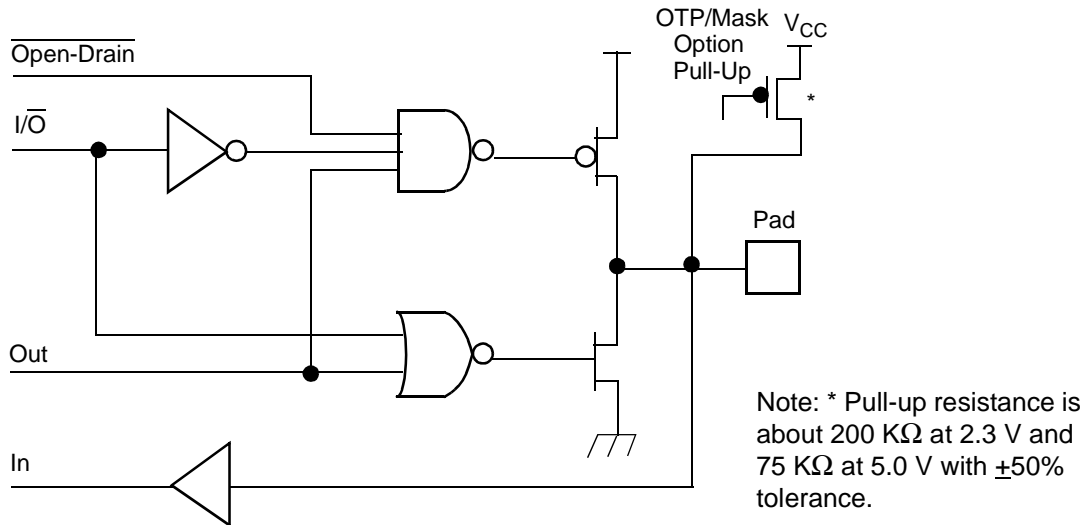 OTP/Mask
Option
Pull-Up
VCC
Open-Drain
I/O
*
Pad
Out
In
Note: * Pull-up resistance is
about 200 KΩ at 2.3 V and
75 KΩ at 5.0 V with ±50%
tolerance.